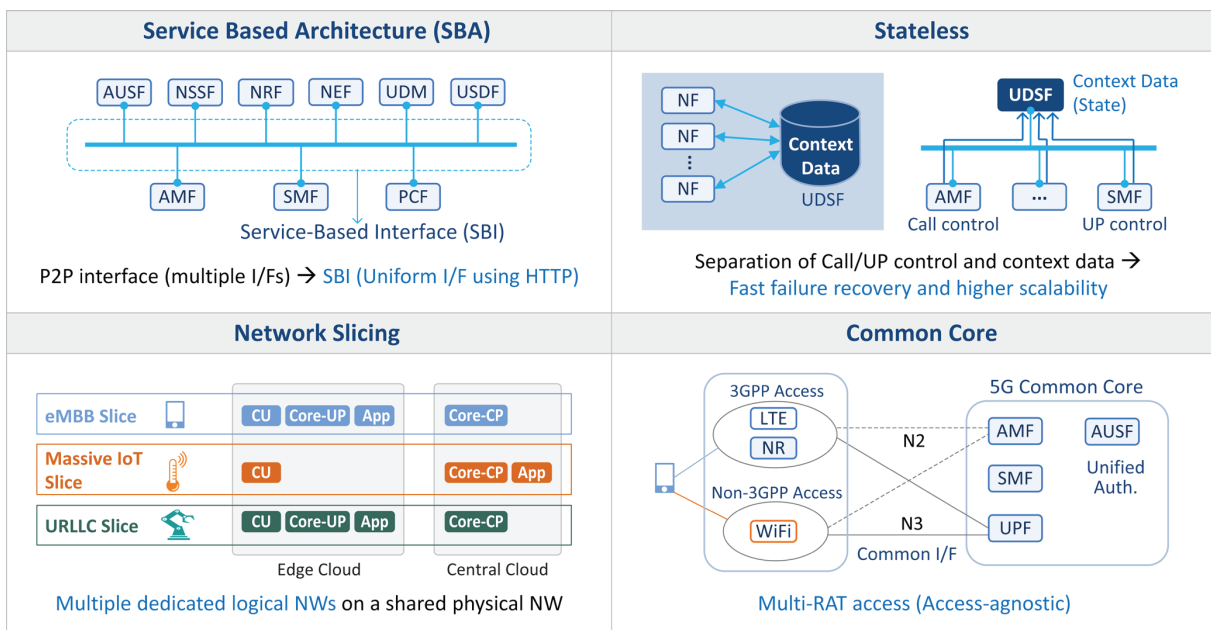 Service Based Architecture (SBA)
AUSF NSSF NRF NEF UDM USDF
AMF SMF PCF
Service-Based Interface (SBI)
P2P interface (multiple I/Fs) → SBI (Uniform I/F using HTTP)
Stateless
NF
NF
⋮
NF
Context
Data
UDSF
UDSF
Context Data
(State)
AMF ... SMF
Call control UP control
Separation of Call/UP control and context data →
Fast failure recovery and higher scalability
Network Slicing
eMBB Slice CU Core-UP App Core-CP
Massive IoT
Slice
CU Core-CP App
URLLC Slice CU Core-UP App Core-CP
Edge Cloud Central Cloud
Multiple dedicated logical NWs on a shared physical NW
Common Core
3GPP Access
LTE
NR
Non-3GPP Access
WiFi
N2
N3
Common I/F
5G Common Core
AMF AUSF
Unified
Auth.
SMF
UPF
Multi-RAT access (Access-agnostic)